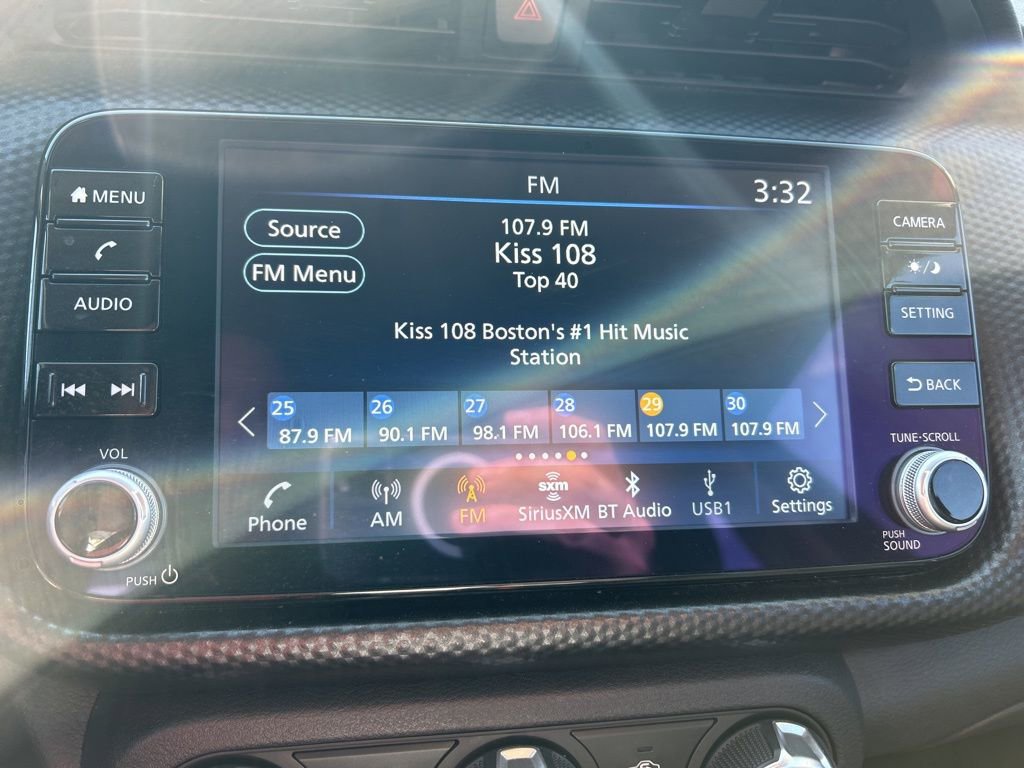 MENU
AUDIO
VOL
PUSH
FM
3:32
Source
FM Menu
107.9 FM
Kiss 108
Top 40
Kiss 108 Boston's #1 Hit Music
Station
25 26 27 28 29 30
87.9 FM 90.1 FM 98.1 FM 106.1 FM 107.9 FM 107.9 FM
Phone AM FM SiriusXM BT Audio USB1 Settings
sxm
CAMERA
SETTING
BACK
TUNE·SCROLL
PUSH
SOUND